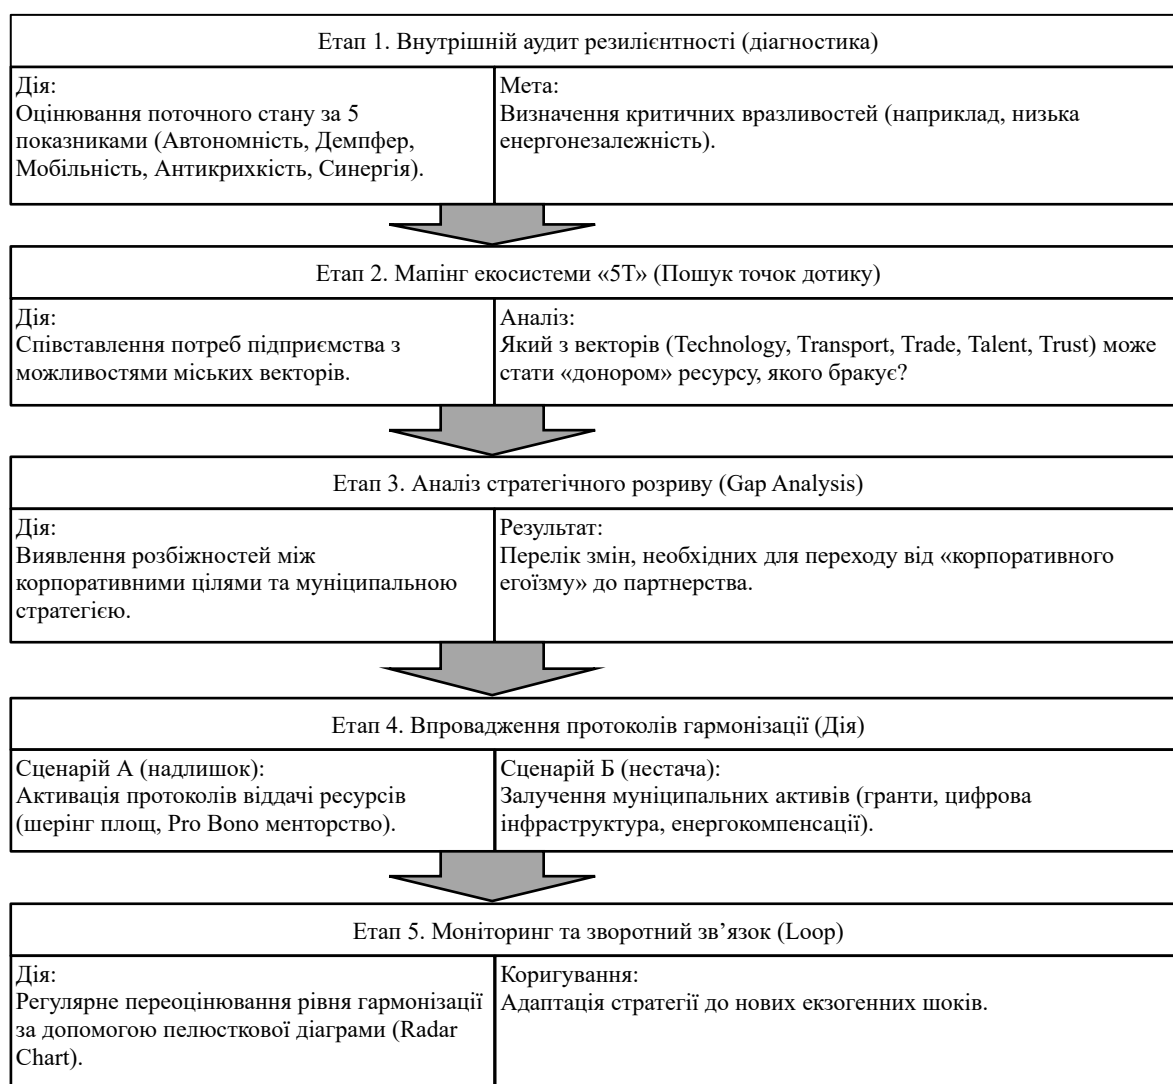 Етап 1. Внутрішній аудит резилієнтності (діагностика)
Дія:
Оцінювання поточного стану за 5
показниками (Автономність, Демпфер,
Мобільність, Антикрихкість, Синергія).
Мета:
Визначення критичних вразливостей (наприклад, низька
енергонезалежність).
Етап 2. Мапінг екосистеми «5Т» (Пошук точок дотику)
Дія:
Співставлення потреб підприємства з
можливостями міських векторів.
Аналіз:
Який з векторів (Technology, Transport, Trade, Talent, Trust) може
стати «донором» ресурсу, якого бракує?
Етап 3. Аналіз стратегічного розриву (Gap Analysis)
Дія:
Виявлення розбіжностей між
корпоративними цілями та муніципальною
стратегією.
Результат:
Перелік змін, необхідних для переходу від «корпоративного
егоїзму» до партнерства.
Етап 4. Впровадження протоколів гармонізації (Дія)
Сценарій А (надлишок):
Активація протоколів віддачі ресурсів
(шерінг площ, Pro Bono менторство).
Сценарій Б (нестача):
Залучення муніципальних активів (гранти, цифрова
інфраструктура, енергокомпенсації).
Етап 5. Моніторинг та зворотний зв’язок (Loop)
Дія:
Регулярне переоцінювання рівня гармонізації
за допомогою пелюсткової діаграми (Radar
Chart).
Коригування:
Адаптація стратегії до нових екзогенних шоків.